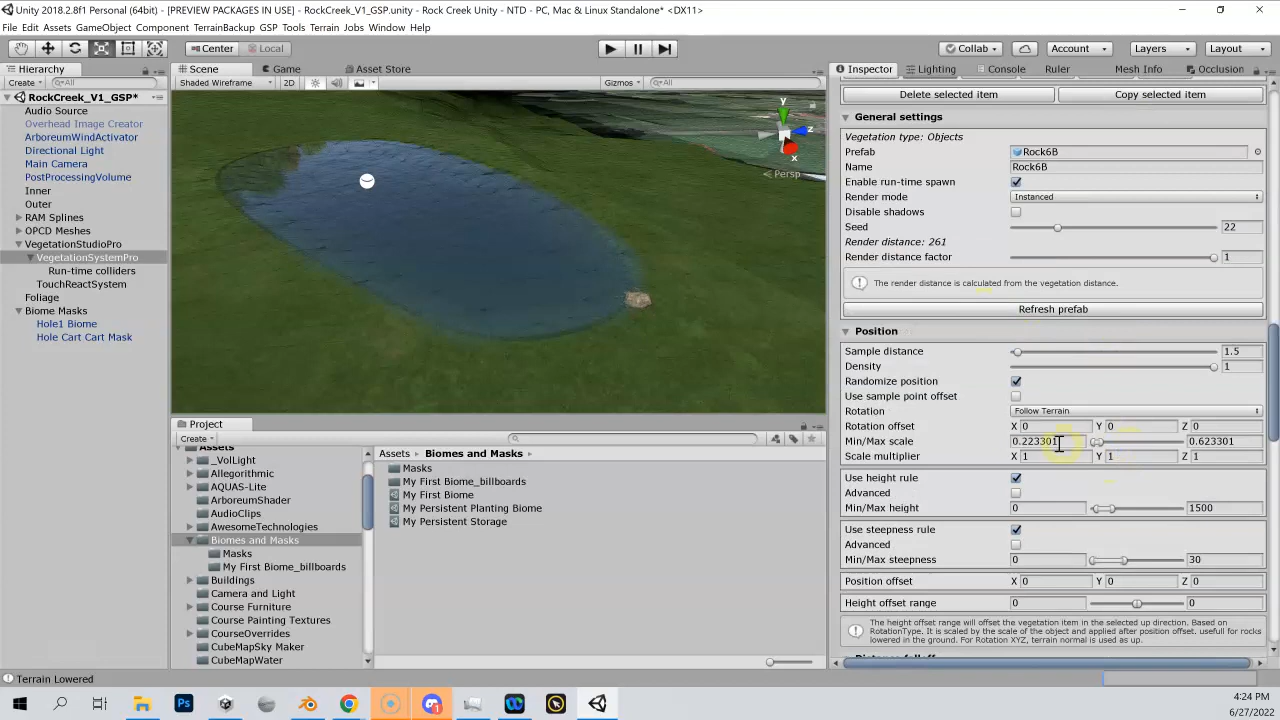 Unity 2018.2.8f1 Personal (64bit) - [PREVIEW PACKAGES IN USE] - RockCreek_V1_GSP.unity - Rock Creek Unity - NTD - PC, Mac & Linux Standalone* <DX11>
File Edit Assets GameObject Component TerrainBackup GSP Tools Terrain Jobs Window Help
Center Local Collab Account Layers Layout
Hierarchy Scene Game Asset Store Inspector Lighting Console Ruler Mesh Info Occlusion
Create All Shaded Wireframe 2D Gizmos All
Delete selected item Copy selected item
RockCreek_V1_GSP*
Audio Source
Overhead Image Creator
ArboreumWindActivator
Directional Light
Main Camera
PostProcessingVolume
Inner
Outer
RAM Splines
OPCD Meshes
VegetationStudioPro
VegetationSystemPro
Run-time colliders
TouchReactSystem
Foliage
Biome Masks
Hole1 Biome
Hole Cart Cart Mask
y
z
x
< Persp
General settings
Vegetation type: Objects
Prefab Rock6B
Name Rock6B
Enable run-time spawn
Render mode Instanced
Disable shadows
Seed 22
Render distance: 261
Render distance factor 1
The render distance is calculated from the vegetation distance.
Refresh prefab
Position
Sample distance 1.5
Density 1
Randomize position
Use sample point offset
Rotation Follow Terrain
Rotation offset X 0 Y 0 Z 0
Min/Max scale 0.223301 0.623301
Scale multiplier X 1 Y 1 Z 1
Use height rule
Advanced
Min/Max height 0 1500
Use steepness rule
Advanced
Min/Max steepness 0 30
Position offset X 0 Y 0 Z 0
Height offset range 0 0
The height offset range will offset the vegetation item in the selected up direction. Based on
RotationType. It is scaled by the scale of the object and applied after position offset. usefull for rocks
lowered in the ground. For Rotation XYZ, terrain normal is used as up.
Distance falloff
Project
Create
Assets
_VolLight
Allegorithmic
AQUAS-Lite
ArboreumShader
AudioClips
AwesomeTechnologies
Biomes and Masks
Masks
My First Biome_billboards
Buildings
Camera and Light
Course Furniture
Course Painting Textures
CourseOverrides
CubeMapSky Maker
CubeMapWater
Assets Biomes and Masks
Masks
My First Biome_billboards
My First Biome
My Persistent Planting Biome
My Persistent Storage
Terrain Lowered
Ps
1
4:24 PM
6/27/2022